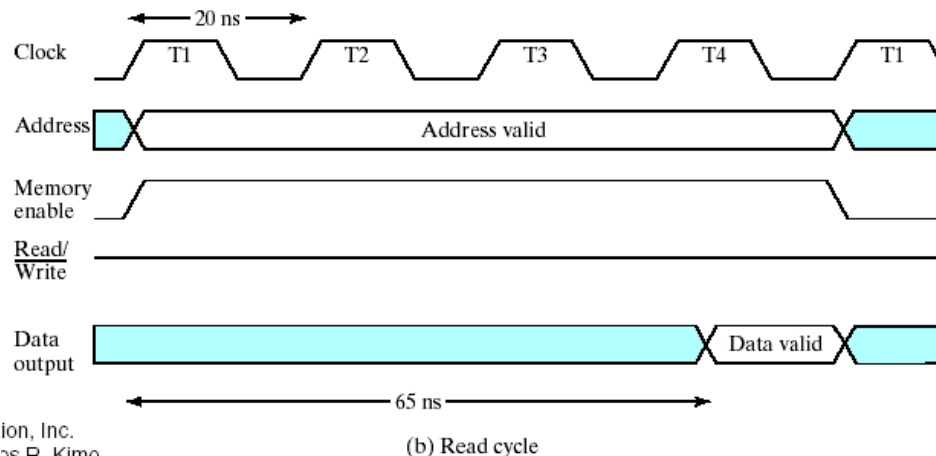 20 ns
Clock
T1
T2
T3
T4
T1
Address
Address valid
Memory
enable
Read/
Write
Data
output
Data valid
65 ns
ion, Inc.
(b) Read cycle